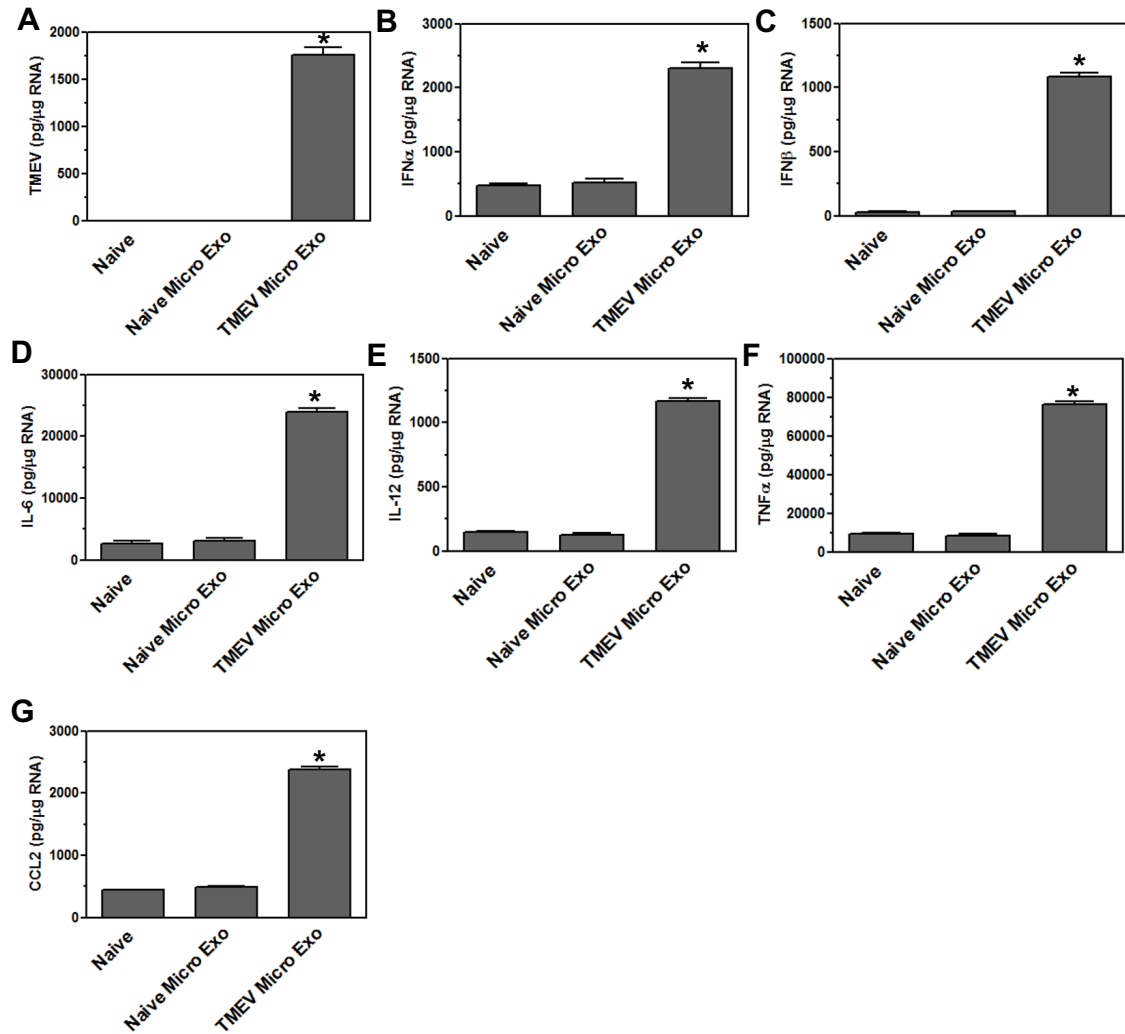 A
TMEV (pg/μg RNA)
2000
1750
1500
1000
500
250
0
*
Naive
Naive Micro Exo
TMEV Micro Exo
B
IFNα (pg/μg RNA)
3000
2000
1000
0
*
Naive
Naive Micro Exo
TMEV Micro Exo
C
IFNβ (pg/μg RNA)
1500
1000
500
0
*
Naive
Naive Micro Exo
TMEV Micro Exo
D
IL-6 (pg/μg RNA)
30000
20000
10000
0
*
Naive
Naive Micro Exo
TMEV Micro Exo
E
IL-12 (pg/μg RNA)
1500
1000
500
250
0
*
Naive
Naive Micro Exo
TMEV Micro Exo
F
TNFα (pg/μg RNA)
100000
80000
60000
40000
20000
0
*
Naive
Naive Micro Exo
TMEV Micro Exo
G
CCL2 (pg/μg RNA)
3000
2000
1000
0
*
Naive
Naive Micro Exo
TMEV Micro Exo